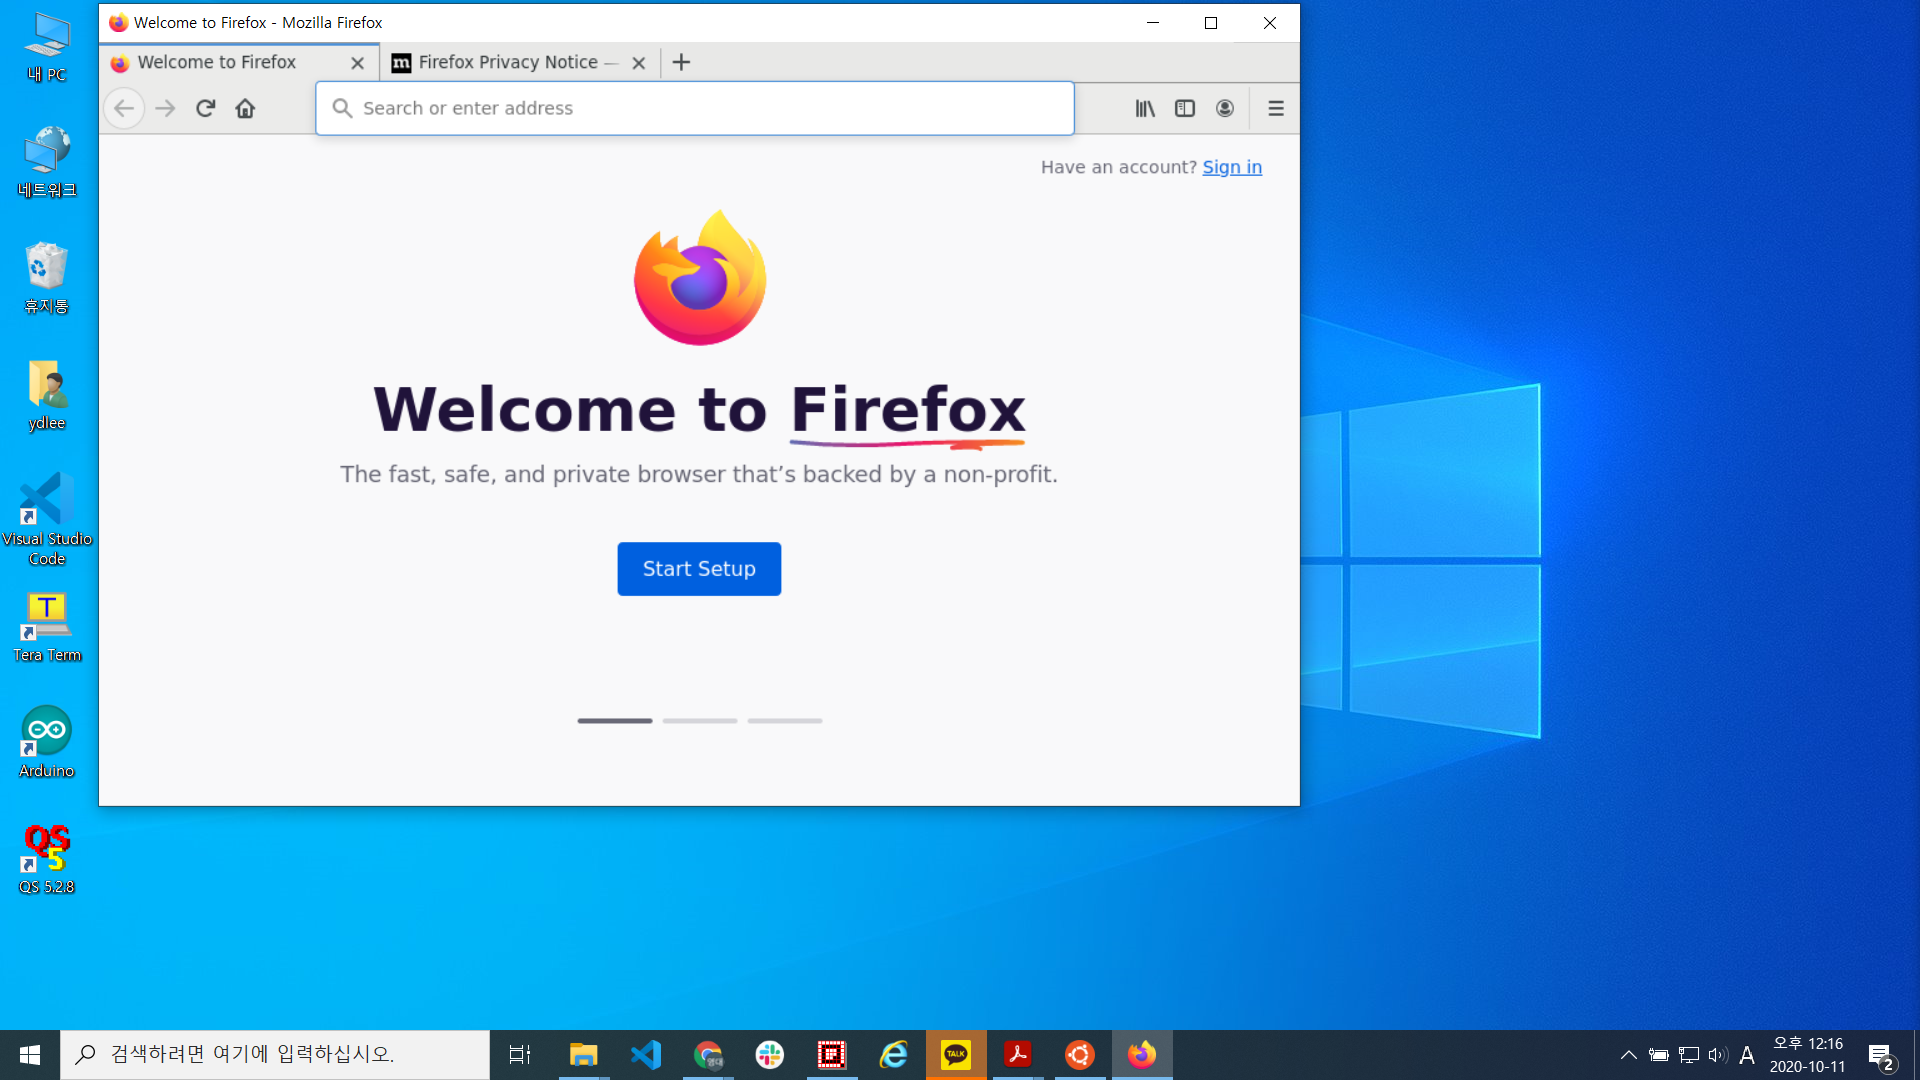 내 PC
네트워크
휴지통
ydlee
Visual Studio
Code
T
Tera Term
Arduino
QS
5
QS 5.2.8
Welcome to Firefox - Mozilla Firefox
Welcome to Firefox
m
Firefox Privacy Notice —
Search or enter address
Have an account? Sign in
Welcome to Firefox
The fast, safe, and private browser that’s backed by a non-profit.
Start Setup
검색하려면 여기에 입력하십시오.
TALK
A
오후 12:16
2020-10-11
2